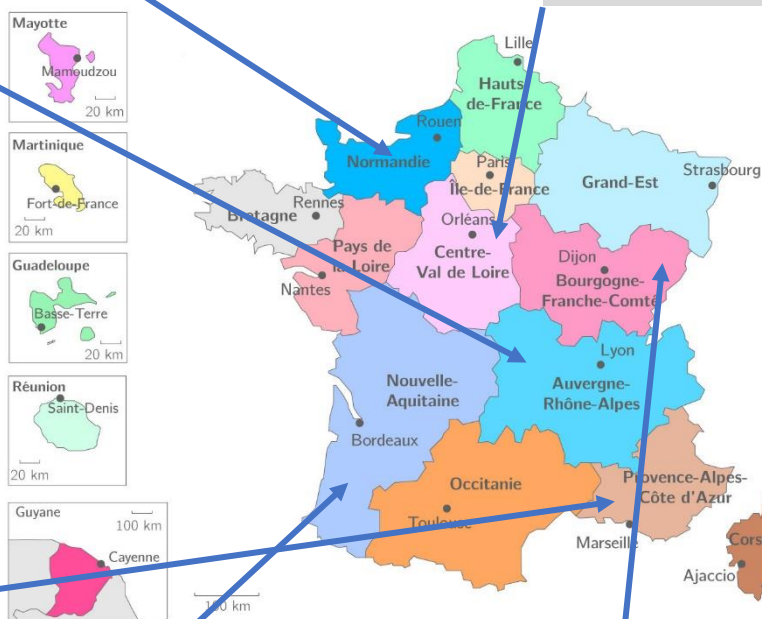 Mayotte
Mamoudzou
20 km
Martinique
Fort-de-France
20 km
Guadeloupe
Basse-Terre
20 km
Réunion
Saint-Denis
20 km
Guyane
100 km
Cayenne
Lille
Hauts
de-France
Rouen
Normandie
Paris
Île-de-France
Grand-Est
Strasbourg
Rennes
Bretagne
Pays de
la Loire
Nantes
Orléans
Centre-
Val de Loire
Dijon
Bourgogne-
Franche-Comté
Nouvelle-
Aquitaine
Bordeaux
Lyon
Auvergne-
Rhône-Alpes
Occitanie
Toulouse
Provence-Alpes-
Côte d'Azur
Marseille
Cors
Ajaccio
100 km